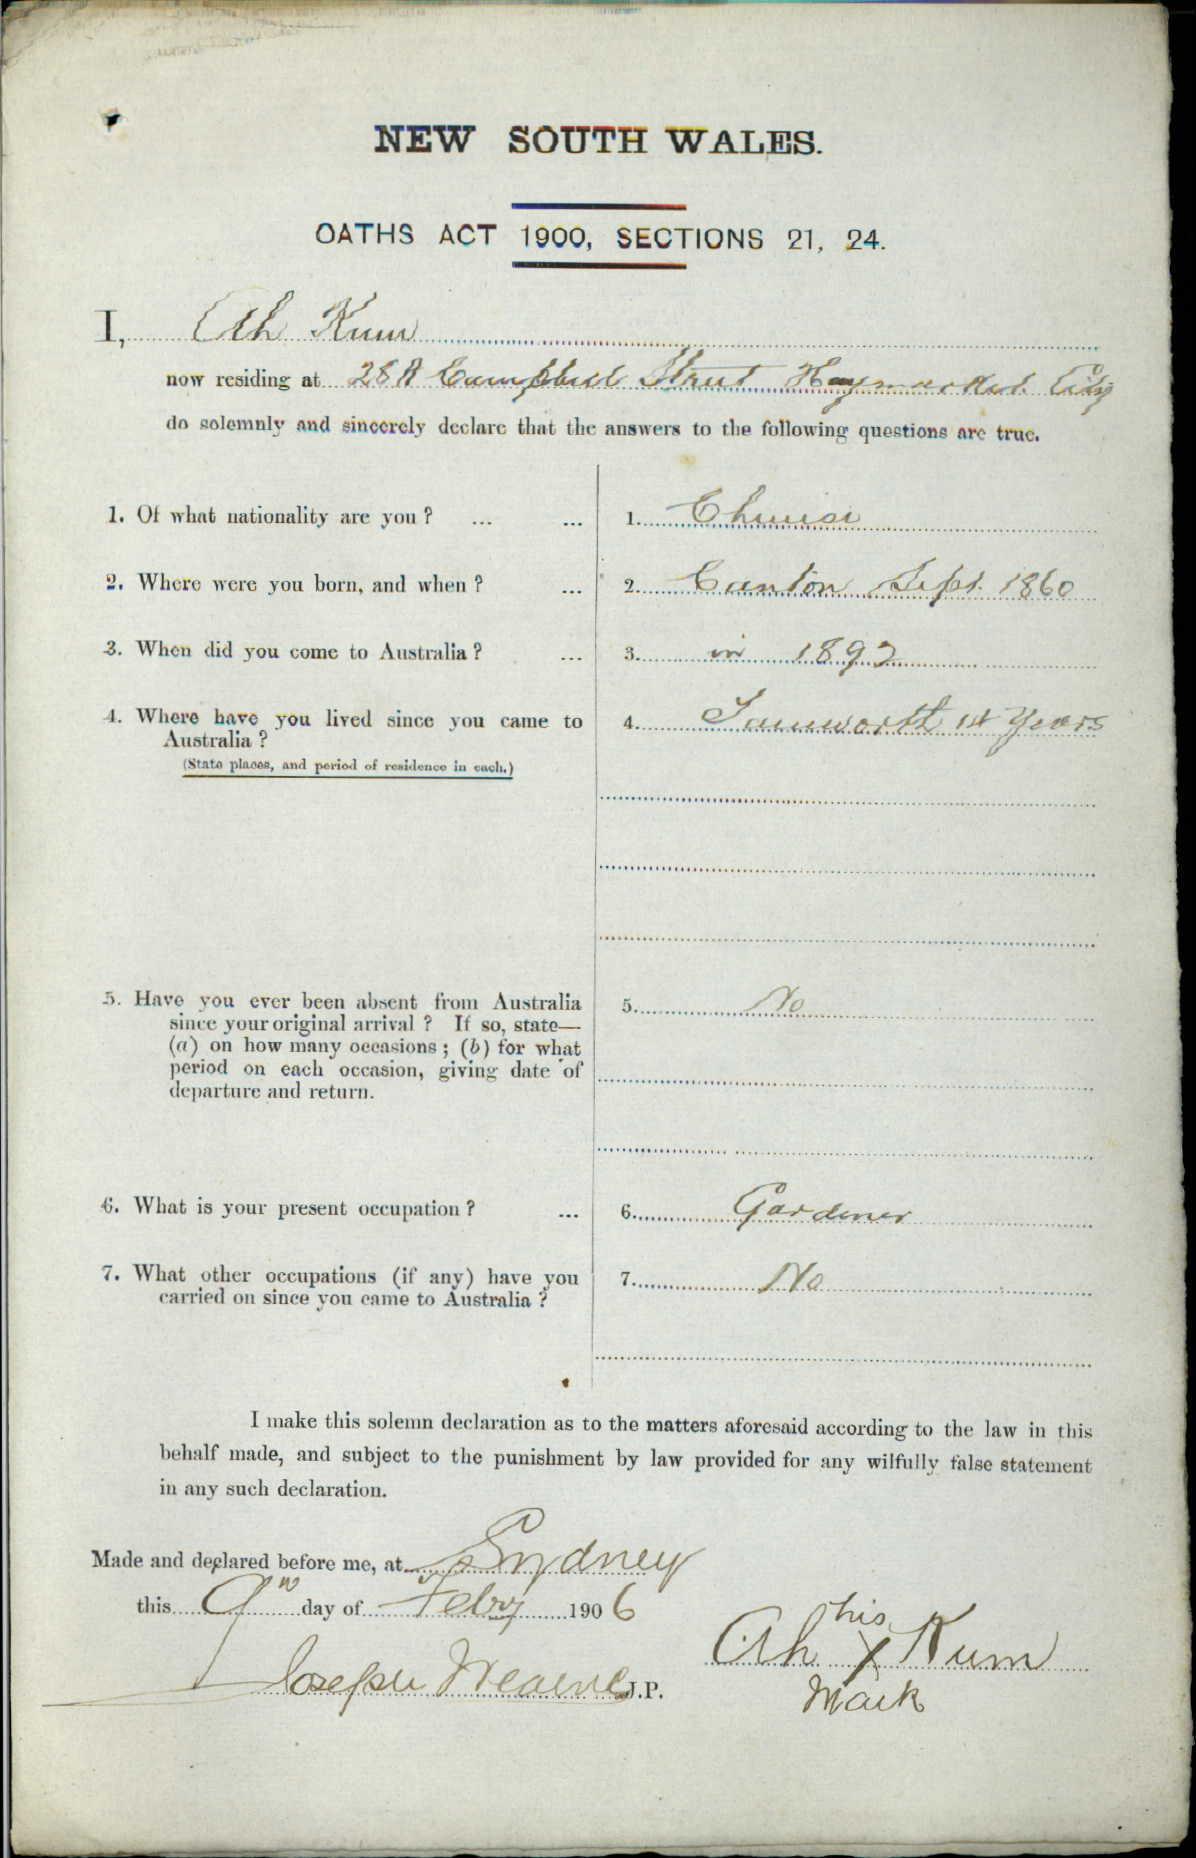 NEW SOUTH WALES.
OATHS ACT 1900, SECTIONS 21, 24.
I, Ah Kum
now residing at 28A Campbell Street Haymarket City
do solemnly and sincerely declare that the answers to the following questions are true.
1. Of what nationality are you? ... ... 1. Chinese
2. Where were you born, and when? ... 2. Canton Sept. 1860
3. When did you come to Australia? ... 3. in 1892
4. Where have you lived since you came to 4. Tamworth 14 Years
Australia?
(State places, and period of residence in each.)
5. Have you ever been absent from Australia 5. No
since your original arrival? If so, state—
(a) on how many occasions; (b) for what
period on each occasion, giving date of
departure and return.
6. What is your present occupation? ... 6. Gardener
7. What other occupations (if any) have you 7. No
carried on since you came to Australia?
I make this solemn declaration as to the matters aforesaid according to the law in this
behalf made, and subject to the punishment by law provided for any wilfully false statement
in any such declaration.
Made and declared before me, at Sydney
this 9th day of Febry 1906
his
Ah X Kum
Mark
Joseph Wearne J.P.